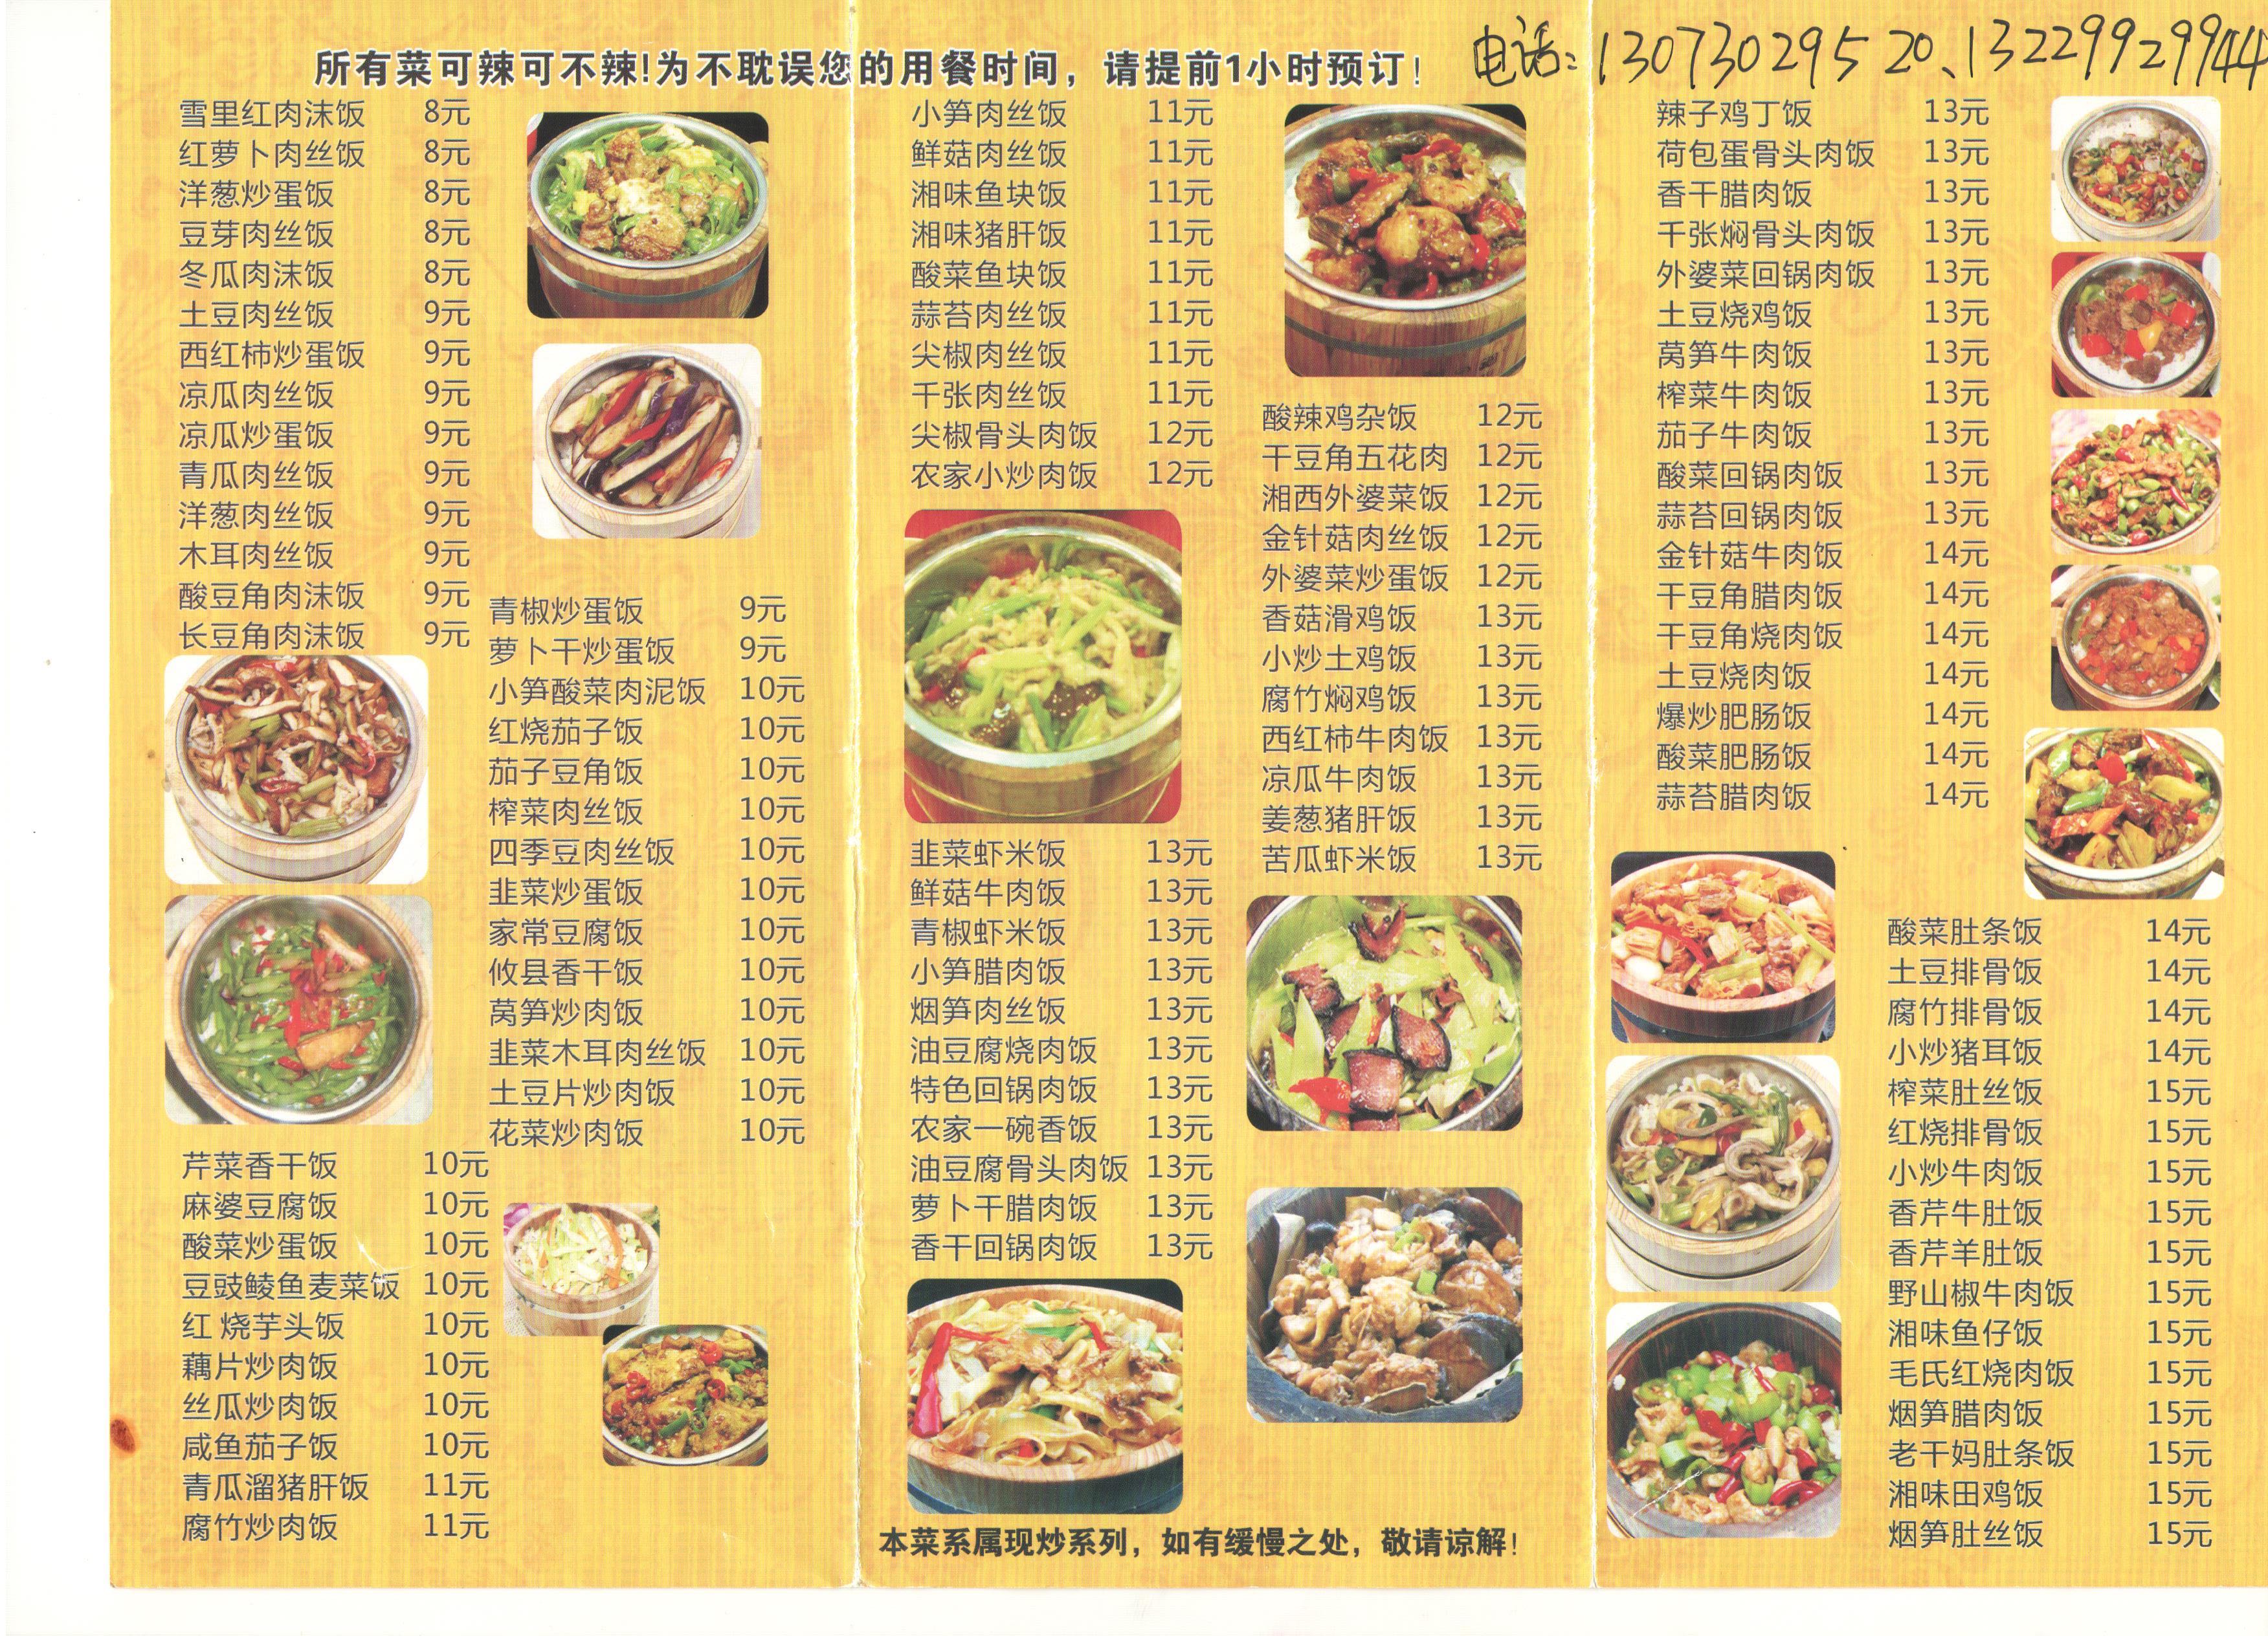 所有菜可辣可不辣!为不耽误您的用餐时间，请提前1小时预订!
电话:13073029520、13229929944
雪里红肉沫饭 8元
红萝卜肉丝饭 8元
洋葱炒蛋饭 8元
豆芽肉丝饭 8元
冬瓜肉沫饭 8元
土豆肉丝饭 9元
西红柿炒蛋饭 9元
凉瓜肉丝饭 9元
凉瓜炒蛋饭 9元
青瓜肉丝饭 9元
洋葱肉丝饭 9元
木耳肉丝饭 9元
酸豆角肉沫饭 9元
长豆角肉沫饭 9元
青椒炒蛋饭 9元
萝卜干炒蛋饭 9元
小笋酸菜肉泥饭 10元
红烧茄子饭 10元
茄子豆角饭 10元
榨菜肉丝饭 10元
四季豆肉丝饭 10元
韭菜炒蛋饭 10元
家常豆腐饭 10元
攸县香干饭 10元
莴笋炒肉饭 10元
韭菜木耳肉丝饭 10元
土豆片炒肉饭 10元
花菜炒肉饭 10元
芹菜香干饭 10元
麻婆豆腐饭 10元
酸菜炒蛋饭 10元
豆豉鲮鱼麦菜饭 10元
红 烧芋头饭 10元
藕片炒肉饭 10元
丝瓜炒肉饭 10元
咸鱼茄子饭 10元
青瓜溜猪肝饭 11元
腐竹炒肉饭 11元
小笋肉丝饭 11元
鲜菇肉丝饭 11元
湘味鱼块饭 11元
湘味猪肝饭 11元
酸菜鱼块饭 11元
蒜苔肉丝饭 11元
尖椒肉丝饭 11元
千张肉丝饭 11元
尖椒骨头肉饭 12元
农家小炒肉饭 12元
酸辣鸡杂饭 12元
干豆角五花肉 12元
湘西外婆菜饭 12元
金针菇肉丝饭 12元
外婆菜炒蛋饭 12元
香菇滑鸡饭 13元
小炒土鸡饭 13元
腐竹焖鸡饭 13元
西红柿牛肉饭 13元
凉瓜牛肉饭 13元
姜葱猪肝饭 13元
苦瓜虾米饭 13元
韭菜虾米饭 13元
鲜菇牛肉饭 13元
青椒虾米饭 13元
小笋腊肉饭 13元
烟笋肉丝饭 13元
油豆腐烧肉饭 13元
特色回锅肉饭 13元
农家一碗香饭 13元
油豆腐骨头肉饭 13元
萝卜干腊肉饭 13元
香干回锅肉饭 13元
本菜系属现炒系列，如有缓慢之处，敬请谅解!
辣子鸡丁饭 13元
荷包蛋骨头肉饭 13元
香干腊肉饭 13元
千张焖骨头肉饭 13元
外婆菜回锅肉饭 13元
土豆烧鸡饭 13元
莴笋牛肉饭 13元
榨菜牛肉饭 13元
茄子牛肉饭 13元
酸菜回锅肉饭 13元
蒜苔回锅肉饭 13元
金针菇牛肉饭 14元
干豆角腊肉饭 14元
干豆角烧肉饭 14元
土豆烧肉饭 14元
爆炒肥肠饭 14元
酸菜肥肠饭 14元
蒜苔腊肉饭 14元
酸菜肚条饭 14元
土豆排骨饭 14元
腐竹排骨饭 14元
小炒猪耳饭 14元
榨菜肚丝饭 15元
红烧排骨饭 15元
小炒牛肉饭 15元
香芹牛肚饭 15元
香芹羊肚饭 15元
野山椒牛肉饭 15元
湘味鱼仔饭 15元
毛氏红烧肉饭 15元
烟笋腊肉饭 15元
老干妈肚条饭 15元
湘味田鸡饭 15元
烟笋肚丝饭 15元